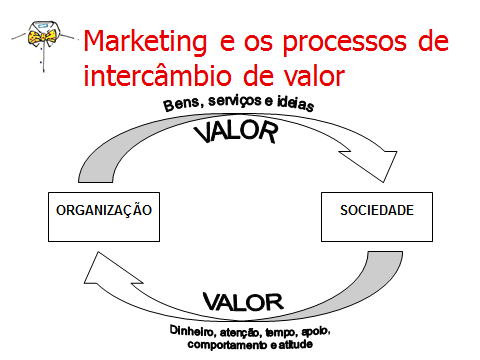 Marketing e os processos de
intercâmbio de valor
Bens, serviços e ideias
VALOR
ORGANIZAÇÃO
SOCIEDADE
VALOR
Dinheiro, atenção, tempo, apoio,
comportamento e atitude